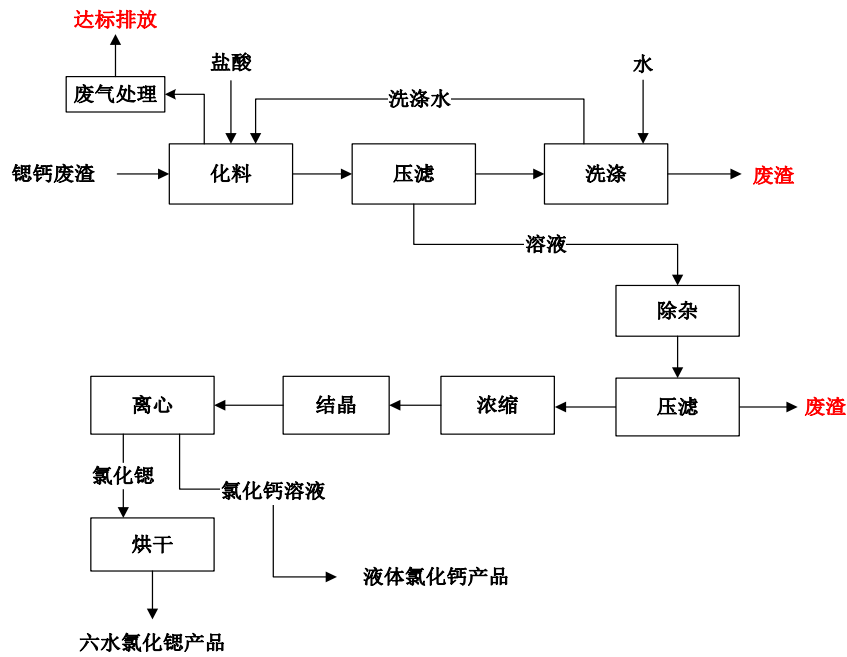 达标排放
盐酸
水
废气处理
洗涤水
锶钙废渣
化料
压滤
洗涤
废渣
溶液
除杂
离心
结晶
浓缩
压滤
废渣
氯化锶
氯化钙溶液
烘干
液体氯化钙产品
六水氯化锶产品